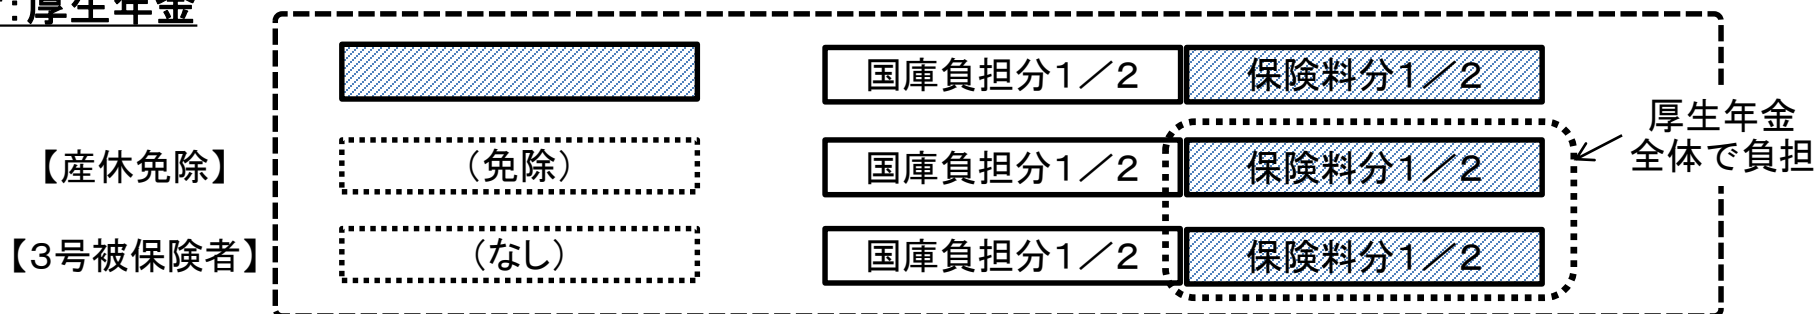 :厚生年金
国庫負担分1／2 保険料分1／2
【産休免除】 （免除） 国庫負担分1／2 保険料分1／2
厚生年金
全体で負担
【3号被保険者】 （なし） 国庫負担分1／2 保険料分1／2